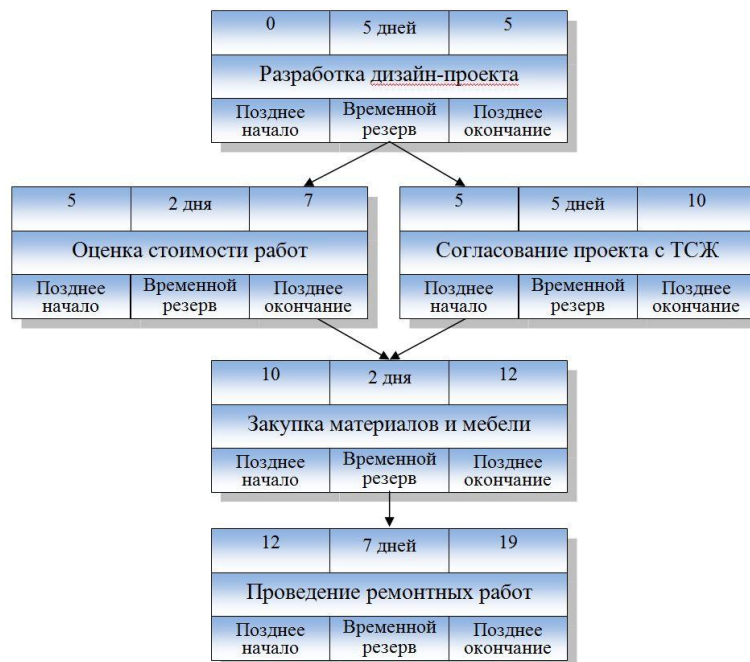 0 5 дней 5
Разработка дизайн-проекта
Позднее Временной Позднее
начало резерв окончание
5 2 дня 7
Оценка стоимости работ
Позднее Временной Позднее
начало резерв окончание
5 5 дней 10
Согласование проекта с ТСЖ
Позднее Временной Позднее
начало резерв окончание
10 2 дня 12
Закупка материалов и мебели
Позднее Временной Позднее
начало резерв окончание
12 7 дней 19
Проведение ремонтных работ
Позднее Временной Позднее
начало резерв окончание